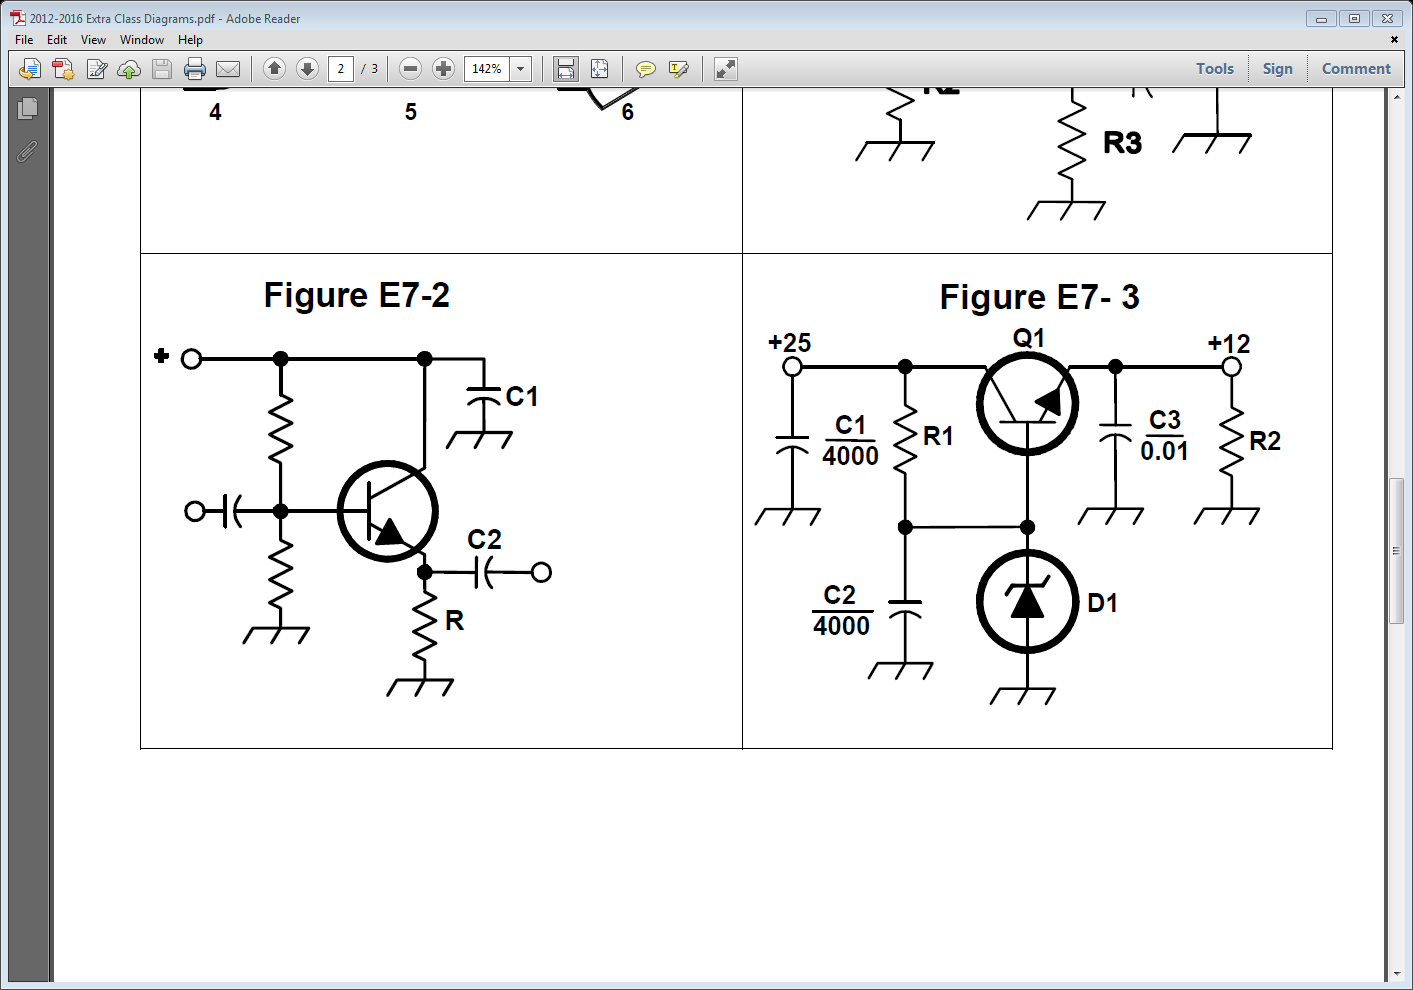 2012-2016 Extra Class Diagrams.pdf - Adobe Reader
File Edit View Window Help
2 / 3 142% Tools Sign Comment
4 5 6
R2
R3
Figure E7-2
+
C1
C2
R
Figure E7- 3
+25
Q1
+12
C1
4000
R1
C3
0.01
R2
C2
4000
D1